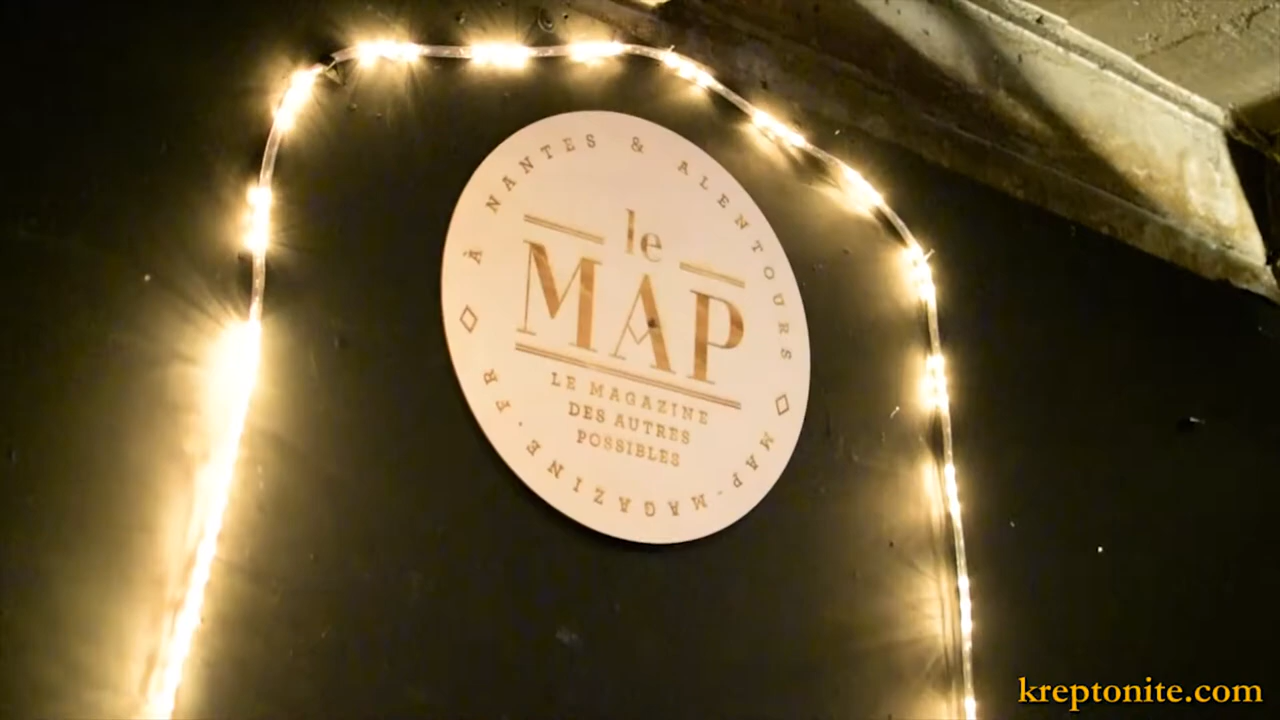 À NANTES & ALENTOURS
le
MAP
LE MAGAZINE
DES AUTRES
POSSIBLES
MAP-MAGAZINE.FR
kreptonite.com